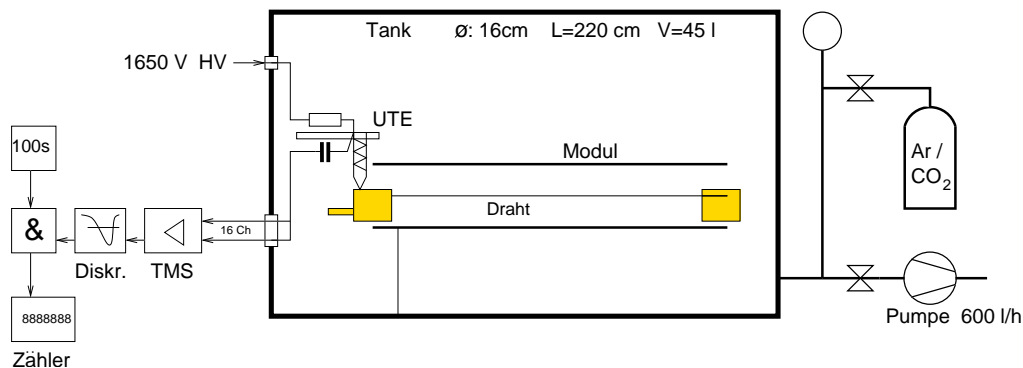 Tank ø: 16cm L=220 cm V=45 l
1650 V HV
UTE
100s
Modul
Ar /
CO2
Draht
&
16 Ch
Diskr.
TMS
8888888
Pumpe 600 l/h
Zähler